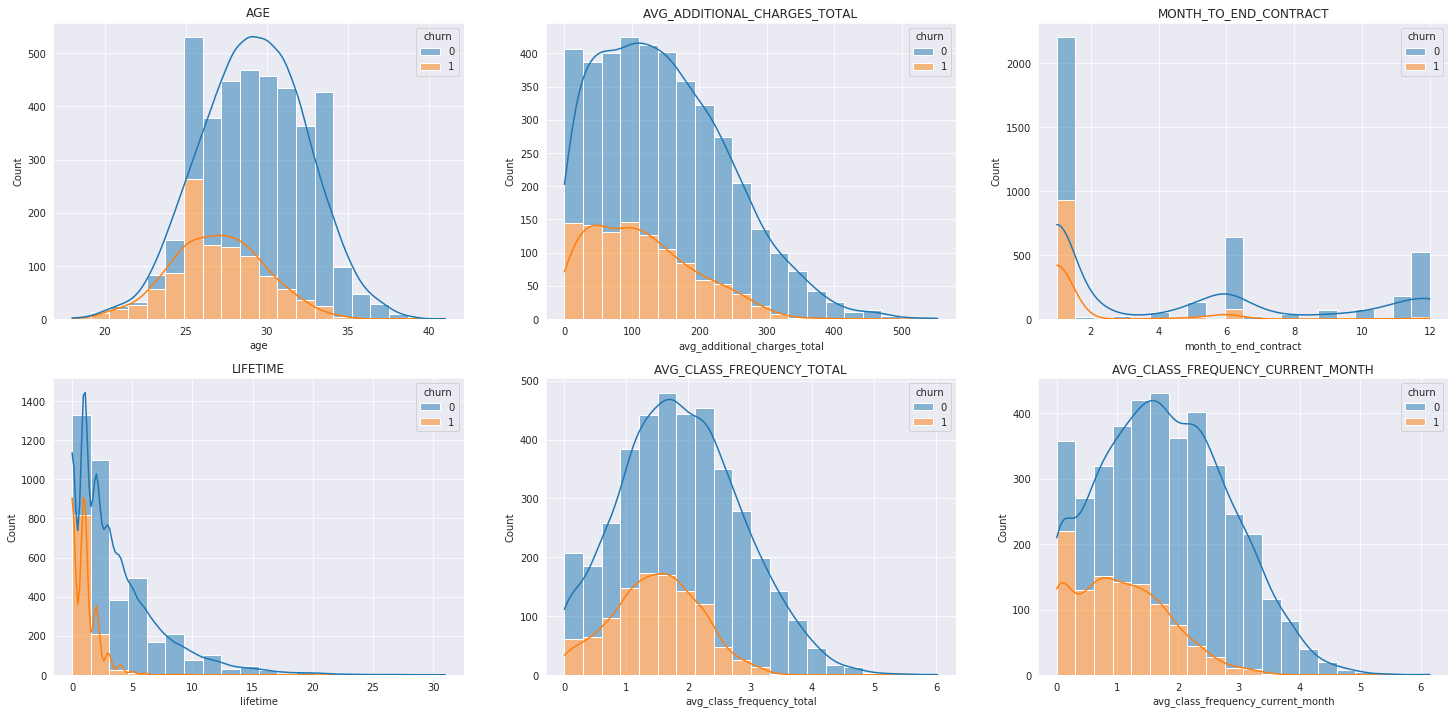 AGE
churn
0
1
Count
500
400
300
200
100
0
20 25 30 35 40
age
AVG_ADDITIONAL_CHARGES_TOTAL
churn
0
1
Count
400
350
300
250
200
150
100
50
0
0 100 200 300 400 500
avg_additional_charges_total
MONTH_TO_END_CONTRACT
churn
0
1
Count
2000
1500
1000
500
0
2 4 6 8 10 12
month_to_end_contract
LIFETIME
churn
0
1
Count
1400
1200
1000
800
600
400
200
0
0 5 10 15 20 25 30
lifetime
AVG_CLASS_FREQUENCY_TOTAL
churn
0
1
Count
500
400
300
200
100
0
0 1 2 3 4 5 6
avg_class_frequency_total
AVG_CLASS_FREQUENCY_CURRENT_MONTH
churn
0
1
Count
400
300
200
100
0
0 1 2 3 4 5 6
avg_class_frequency_current_month